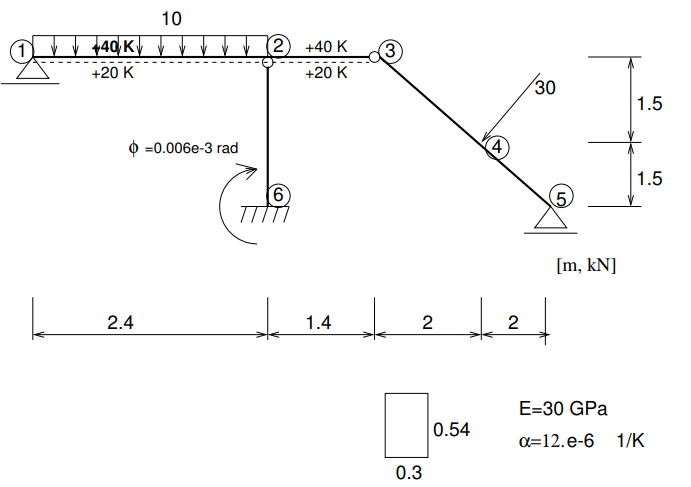 10
1
+40 K
2
+40 K
3
+20 K
+20 K
30
1.5
ϕ =0.006e-3 rad
4
1.5
6
5
[m, kN]
2.4
1.4
2
2
0.54
E=30 GPa
α=12.e-6 1/K
0.3